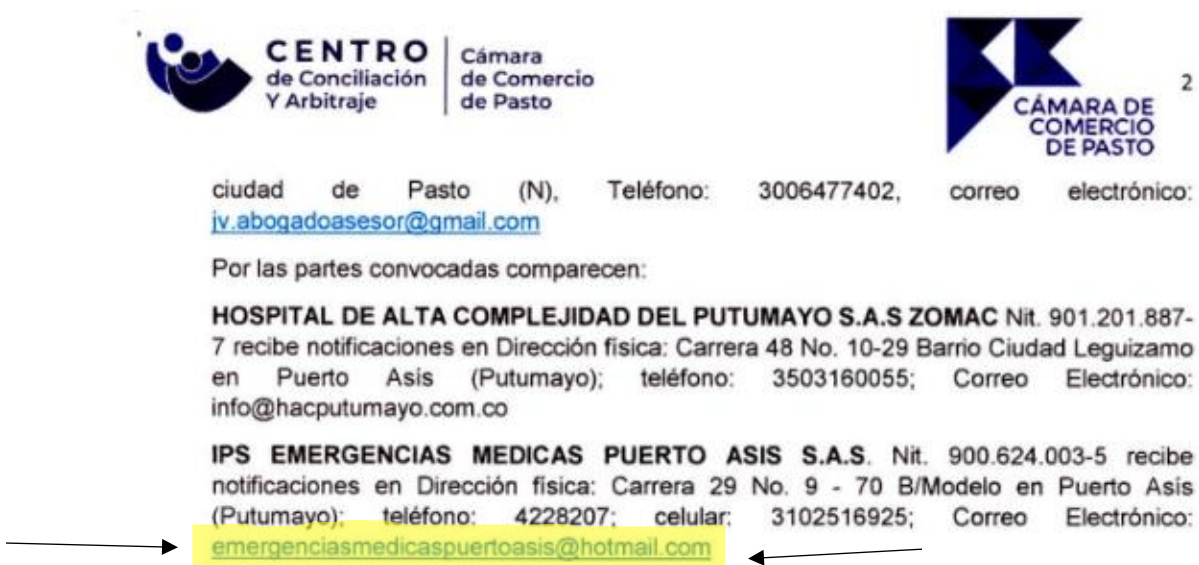 CENTRO
de Conciliación
Y Arbitraje
Cámara
de Comercio
de Pasto
CÁMARA DE
COMERCIO
DE PASTO
2
ciudad de Pasto (N), Teléfono: 3006477402, correo electrónico:
jv.abogadoasesor@gmail.com
Por las partes convocadas comparecen:
HOSPITAL DE ALTA COMPLEJIDAD DEL PUTUMAYO S.A.S ZOMAC Nit. 901.201.887-
7 recibe notificaciones en Dirección física: Carrera 48 No. 10-29 Barrio Ciudad Leguizamo
en Puerto Asis (Putumayo); teléfono: 3503160055; Correo Electrónico:
info@hacputumayo.com.co
IPS EMERGENCIAS MEDICAS PUERTO ASIS S.A.S. Nit. 900.624.003-5 recibe
notificaciones en Dirección física: Carrera 29 No. 9 - 70 B/Modelo en Puerto Asís
(Putumayo); teléfono: 4228207; celular: 3102516925; Correo Electrónico:
emergenciasmedicaspuertoasis@hotmail.com